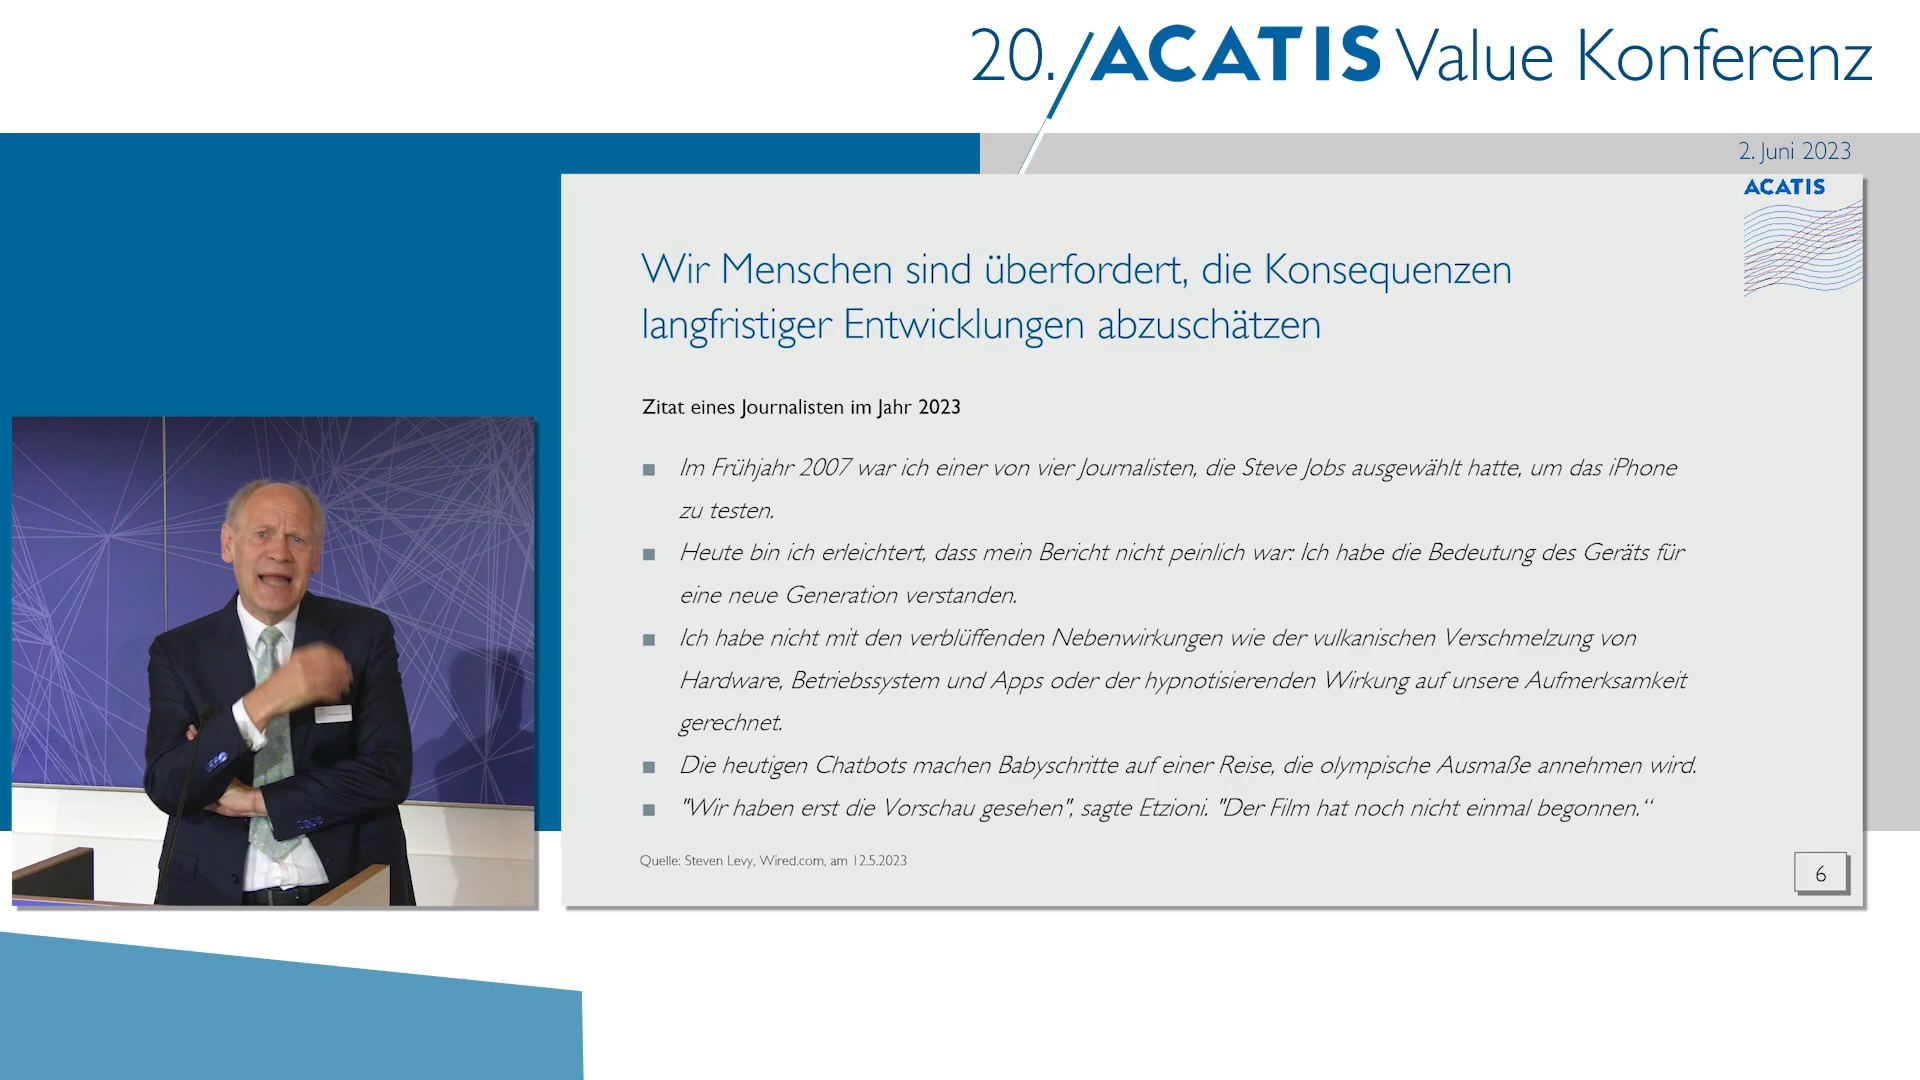 20. ACATIS Value Konferenz
2. Juni 2023
ACATIS
Wir Menschen sind überfordert, die Konsequenzen
langfristiger Entwicklungen abzuschätzen
Zitat eines Journalisten im Jahr 2023
■ Im Frühjahr 2007 war ich einer von vier Journalisten, die Steve Jobs ausgewählt hatte, um das iPhone
zu testen.
■ Heute bin ich erleichtert, dass mein Bericht nicht peinlich war: Ich habe die Bedeutung des Geräts für
eine neue Generation verstanden.
■ Ich habe nicht mit den verblüffenden Nebenwirkungen wie der vulkanischen Verschmelzung von
Hardware, Betriebssystem und Apps oder der hypnotisierenden Wirkung auf unsere Aufmerksamkeit
gerechnet.
■ Die heutigen Chatbots machen Babyschritte auf einer Reise, die olympische Ausmaße annehmen wird.
■ "Wir haben erst die Vorschau gesehen", sagte Etzioni. "Der Film hat noch nicht einmal begonnen.“
Quelle: Steven Levy, Wired.com, am 12.5.2023
6